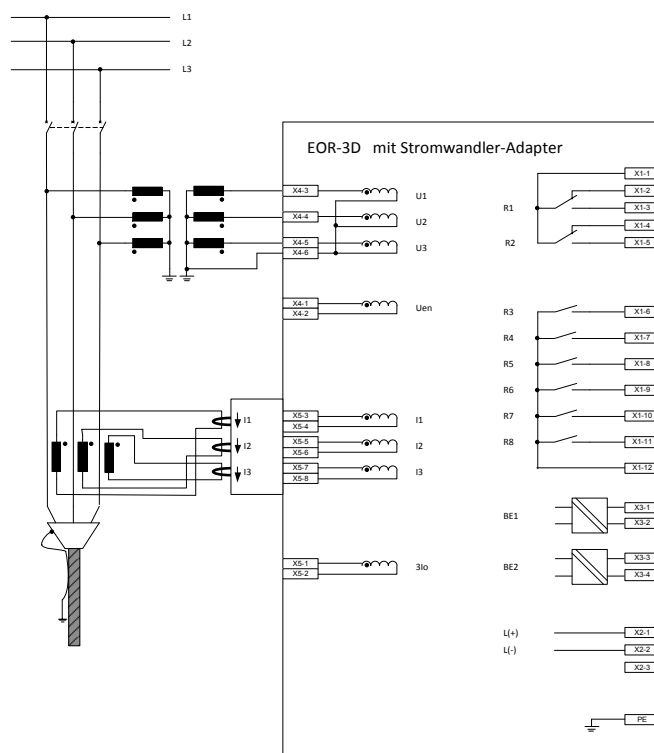 L1
L2
L3
EOR-3D mit Stromwandler-Adapter
X4-3
U1
X4-4
U2
X4-5
U3
X4-6
X4-1
Uen
X4-2
I1
X5-3
I1
X5-4
I2
X5-5
I2
X5-6
I3
X5-7
I3
X5-8
X5-1
3Io
X5-2
X1-1
X1-2
R1
X1-3
X1-4
R2
X1-5
R3
X1-6
R4
X1-7
R5
X1-8
R6
X1-9
R7
X1-10
R8
X1-11
X1-12
BE1
X3-1
X3-2
BE2
X3-3
X3-4
L(+)
X2-1
L(-)
X2-2
X2-3
PE